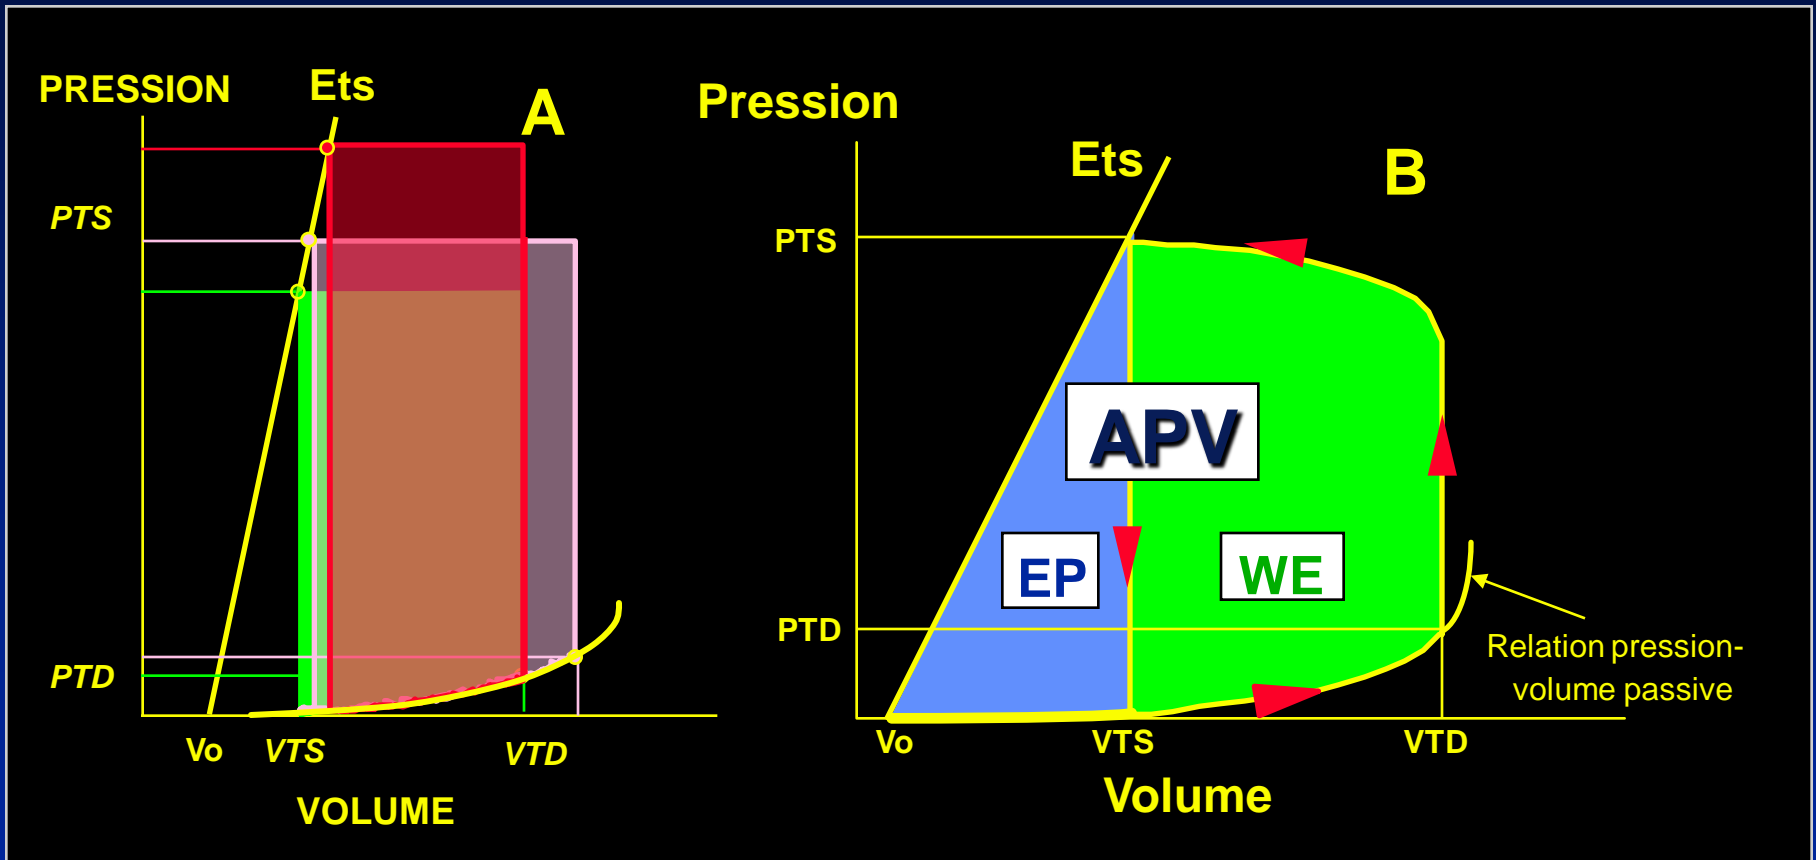 PRESSION
Ets
A
PTS
PTD
Vo
VTS
VTD
VOLUME
Pression
Ets
B
PTS
APV
EP
WE
PTD
Relation pression-
volume passive
Vo
VTS
VTD
Volume